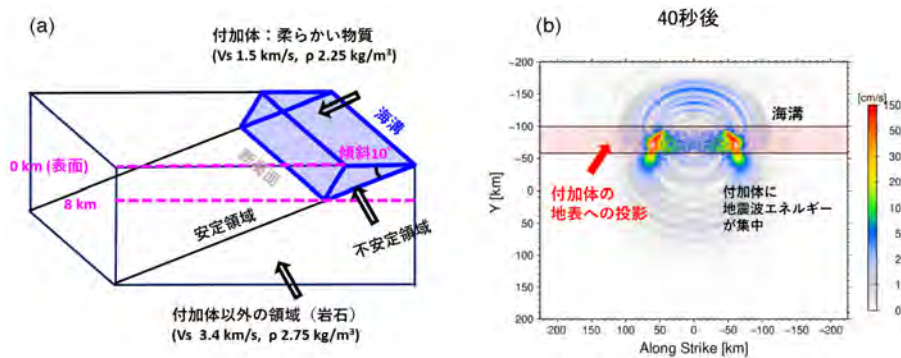 (a)
付加体：柔らかい物質
(Vs 1.5 km/s, ρ 2.25 kg/m³)
海溝
傾斜10°
断層面
0 km (表面)
8 km
安定領域
不安定領域
付加体以外の領域（岩石）
(Vs 3.4 km/s, ρ 2.75 kg/m³)
(b)
40秒後
[cm/s]
海溝
付加体の
地表への投影
付加体に
地震波エネルギー
が集中
Y [km]
-200
-150
-100
-50
0
50
100
150
200
200 150 100 50 0 -50 -100 -150 -200
Along Strike [km]
150
100
50
20
10
5
2
0